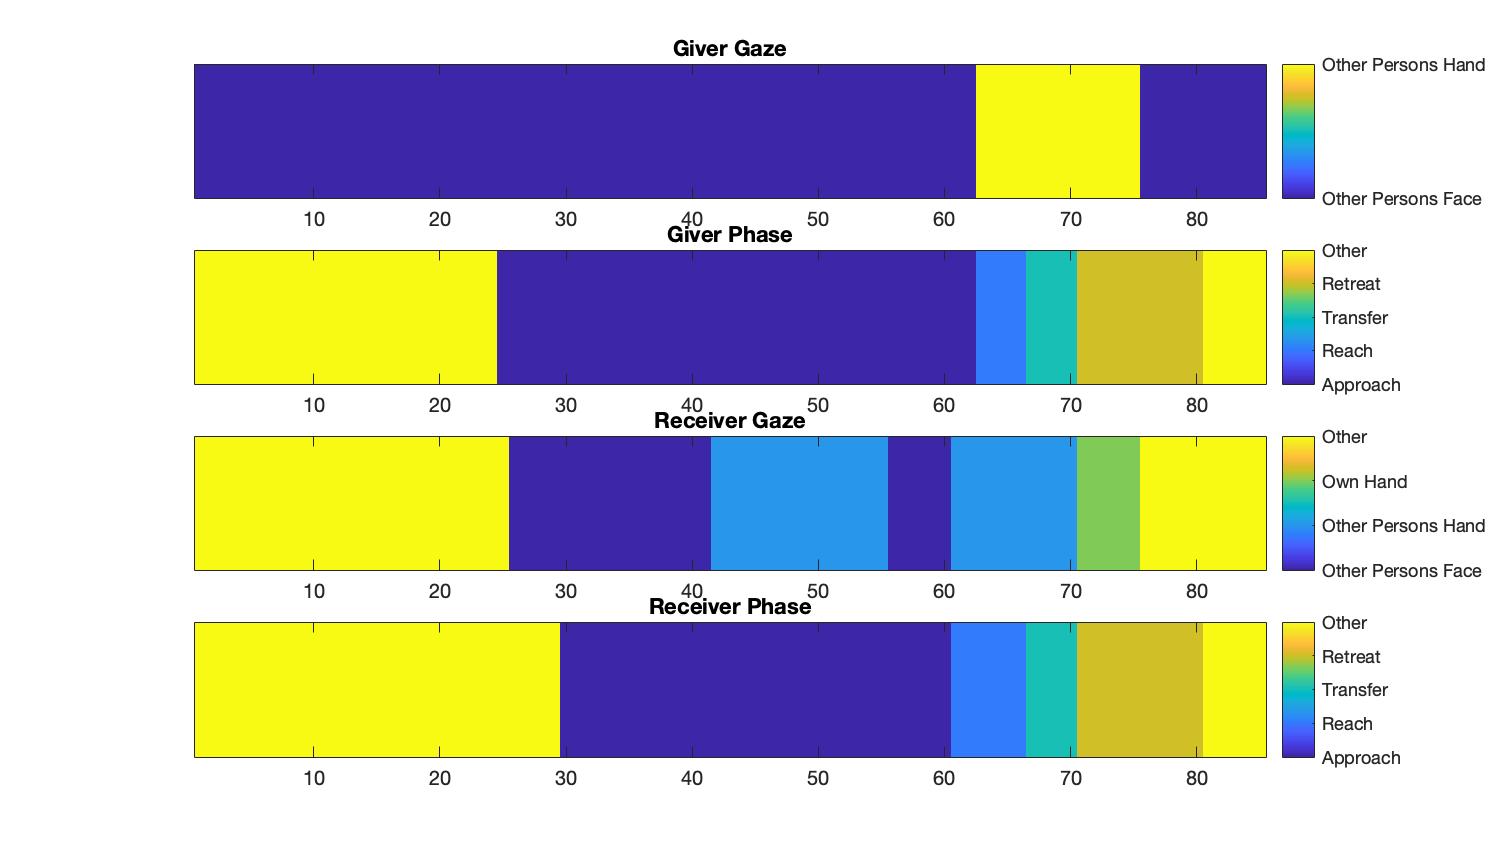 Giver Gaze
Other Persons Hand
Other Persons Face
10 20 30 40 50 60 70 80
Giver Phase
Other
Retreat
Transfer
Reach
Approach
10 20 30 40 50 60 70 80
Receiver Gaze
Other
Own Hand
Other Persons Hand
Other Persons Face
10 20 30 40 50 60 70 80
Receiver Phase
Other
Retreat
Transfer
Reach
Approach
10 20 30 40 50 60 70 80